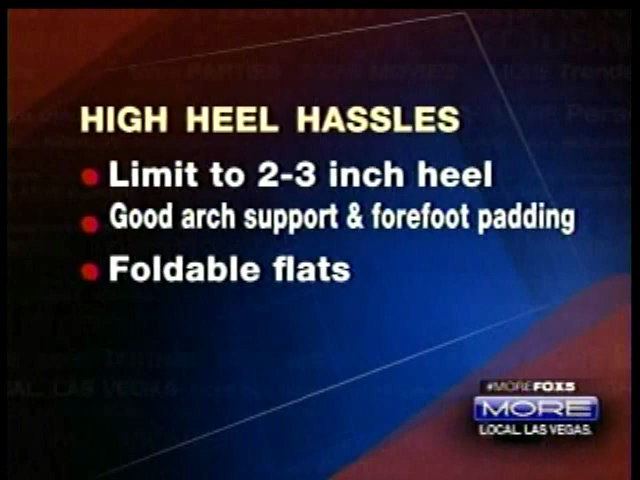 HIGH HEEL HASSLES
Limit to 2-3 inch heel
Good arch support & forefoot padding
Foldable flats
#MOREFOX5
MORE
LOCAL. LAS VEGAS.